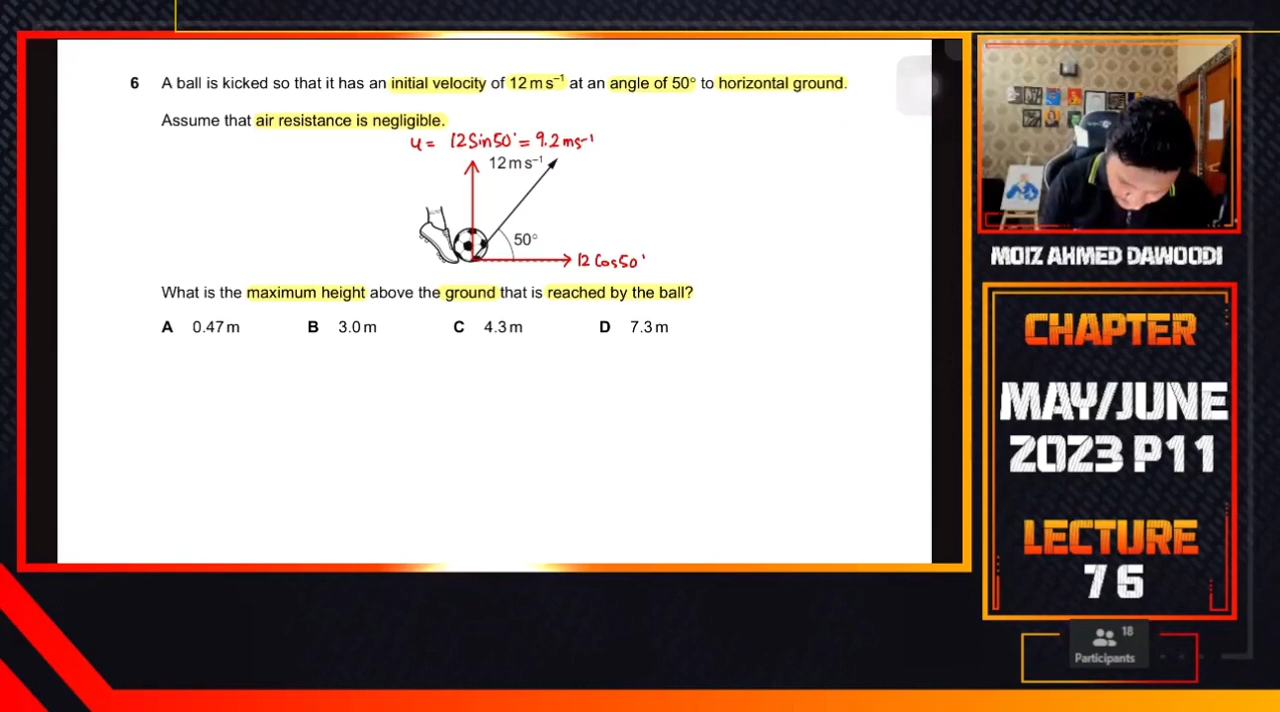 6 A ball is kicked so that it has an initial velocity of 12 m s⁻¹ at an angle of 50° to horizontal ground.
Assume that air resistance is negligible.
u = 12 Sin50° = 9.2 ms⁻¹
12 m s⁻¹
50°
12 Cos50°
What is the maximum height above the ground that is reached by the ball?
A 0.47 m B 3.0 m C 4.3 m D 7.3 m
MOIZ AHMED DAWOODI
CHAPTER
MAY/JUNE
2023 P11
LECTURE
76
18
Participants